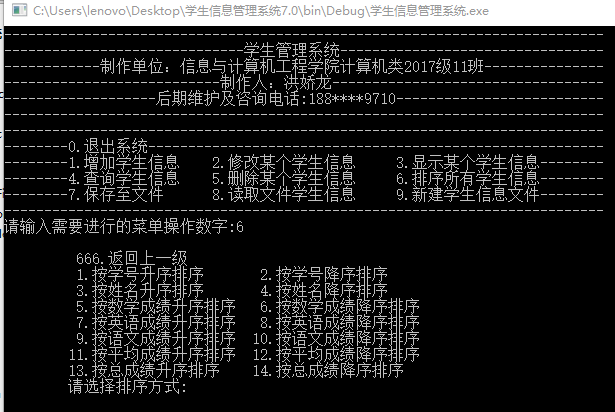 C:\Users\lenovo\Desktop\学生信息管理系统7.0\bin\Debug\学生信息管理系统.exe
---------------------------学生管理系统---------------------------
------------制作单位：信息与计算机工程学院计算机类2017级11班------------
---------------------------制作人：洪娇龙---------------------------
-------------------后期维护及咨询电话:188****9710-------------------
--------0.退出系统--------
--------1.增加学生信息    2.修改某个学生信息     3.显示某个学生信息--------
--------4.查询学生信息    5.删除某个学生信息     6.排序所有学生信息--------
--------7.保存至文件      8.读取文件学生信息     9.新建学生信息文件--------
请输入需要进行的菜单操作数字:6
666.返回上一级
1.按学号升序排序       2.按学号降序排序
3.按姓名升序排序       4.按姓名降序排序
5.按数学成绩升序排序   6.按数学成绩降序排序
7.按英语成绩升序排序   8.按英语成绩降序排序
9.按语文成绩升序排序  10.按语文成绩降序排序
11.按平均成绩升序排序  12.按平均成绩降序排序
13.按总成绩升序排序    14.按总成绩降序排序
请选择排序方式: